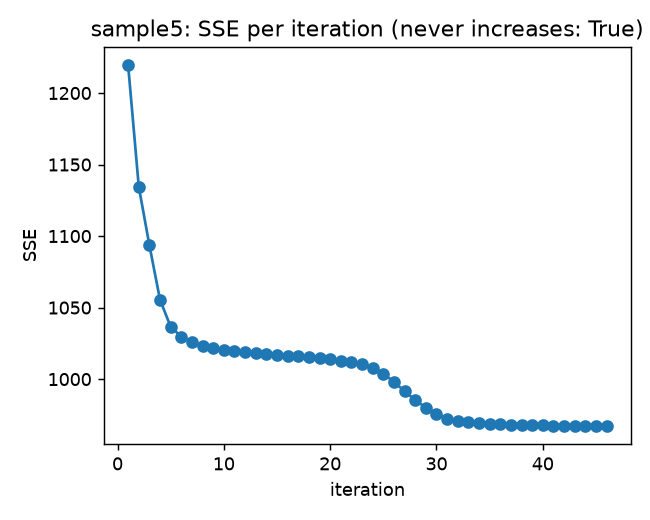 sample5: SSE per iteration (never increases: True)
1200
1150
1100
1050
1000
SSE
0 10 20 30 40
iteration